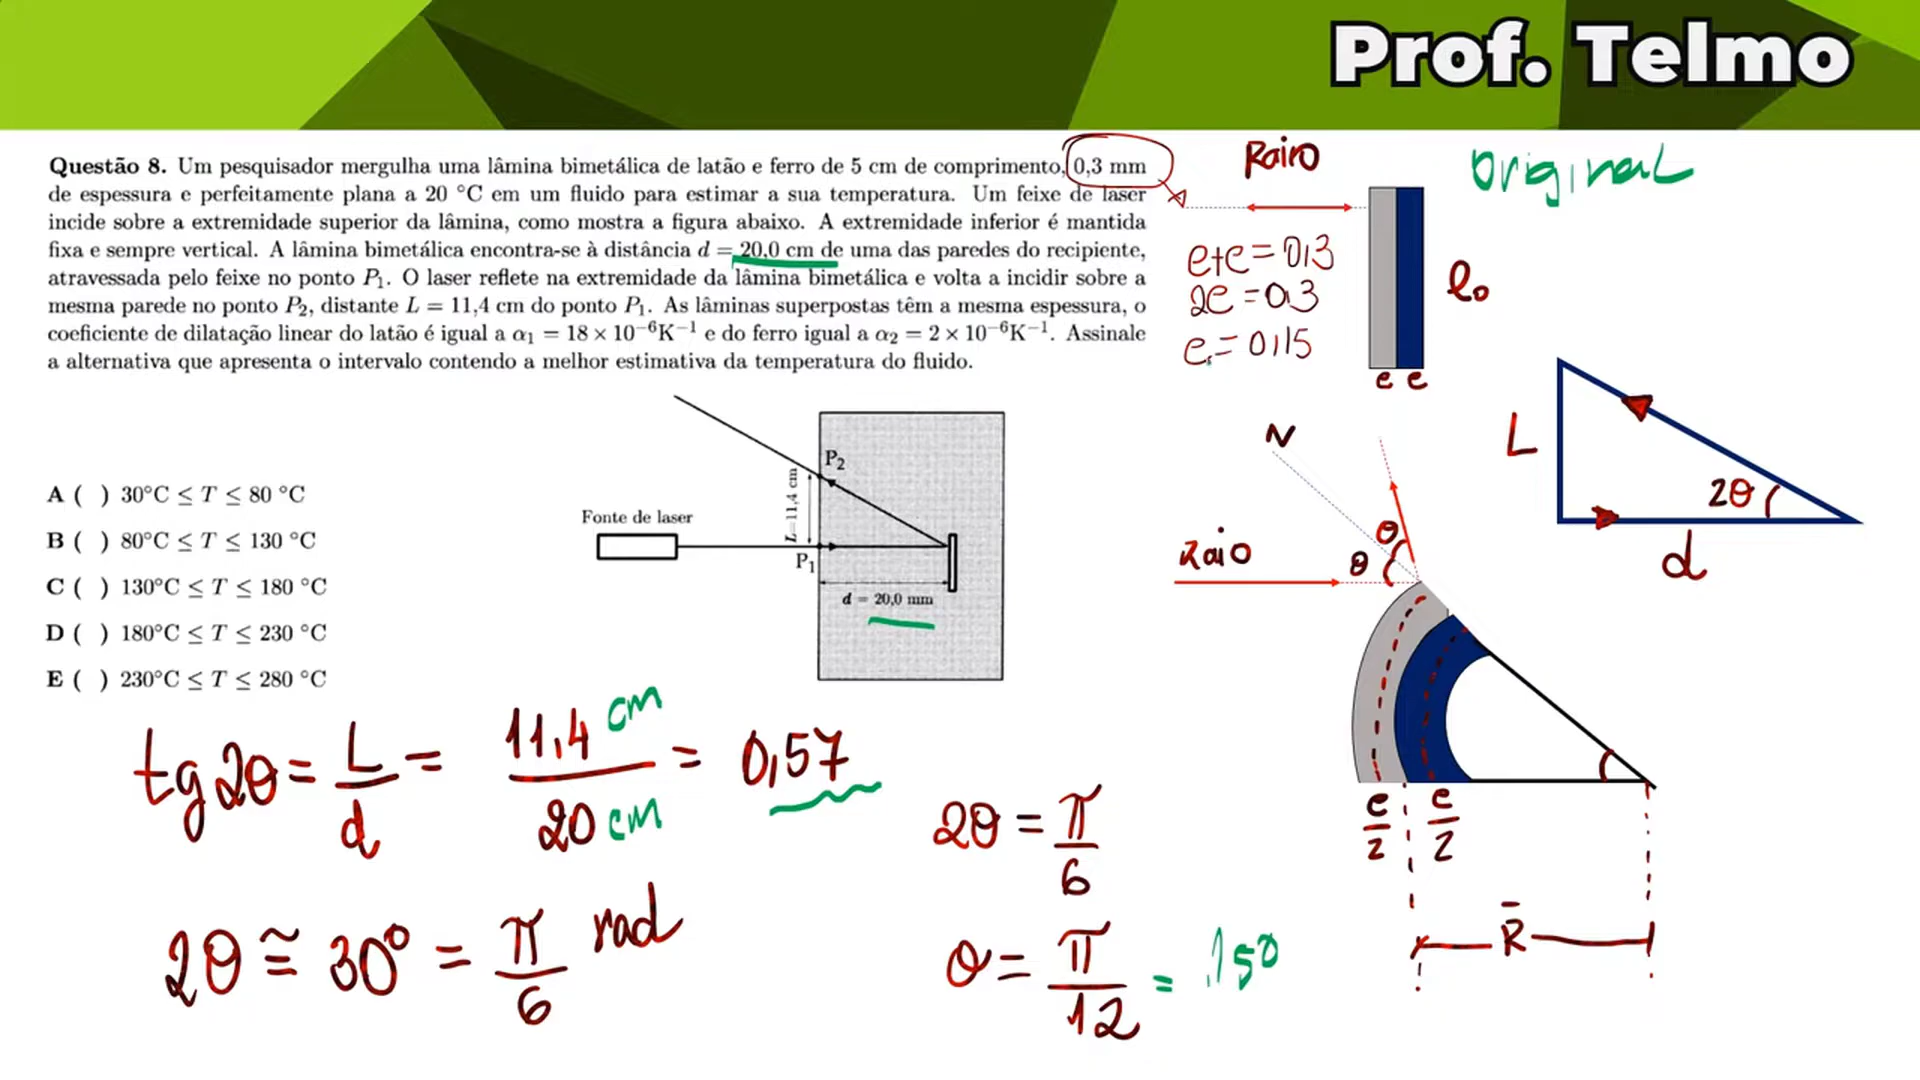 Prof. Telmo
Questão 8. Um pesquisador mergulha uma lâmina bimetálica de latão e ferro de 5 cm de comprimento, 0,3 mm
de espessura e perfeitamente plana a 20 °C em um fluido para estimar a sua temperatura. Um feixe de laser
incide sobre a extremidade superior da lâmina, como mostra a figura abaixo. A extremidade inferior é mantida
fixa e sempre vertical. A lâmina bimetálica encontra-se à distância d = 20,0 cm de uma das paredes do recipiente,
atravessada pelo feixe no ponto P₁. O laser reflete na extremidade da lâmina bimetálica e volta a incidir sobre a
mesma parede no ponto P₂, distante L = 11,4 cm do ponto P₁. As lâminas superpostas têm a mesma espessura, o
coeficiente de dilatação linear do latão é igual a α₁ = 18 × 10⁻⁶K⁻¹ e do ferro igual a α₂ = 2 × 10⁻⁶K⁻¹. Assinale
a alternativa que apresenta o intervalo contendo a melhor estimativa da temperatura do fluido.
A ( ) 30°C ≤ T ≤ 80 °C
B ( ) 80°C ≤ T ≤ 130 °C
C ( ) 130°C ≤ T ≤ 180 °C
D ( ) 180°C ≤ T ≤ 230 °C
E ( ) 230°C ≤ T ≤ 280 °C
Fonte de laser
P₂
L=11,4 cm
P₁
d = 20,0 mm
Rairo
original
e+e = 0,3
2e = 0,3
e = 0,15
l₀
e e
N
θ
θ
Raio
L
2θ
d
e/2 e/2
R̄
tg2θ = L/d = 11,4 cm/20 cm = 0,57
2θ ≅ 30° = π/6 rad
2θ = π/6
θ = π/12 = 15°